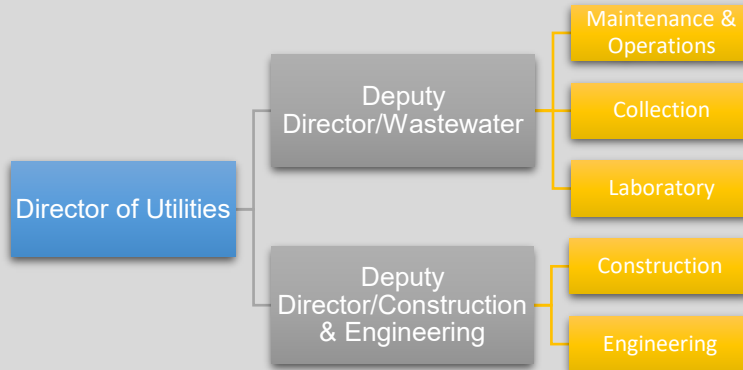 Maintenance &
Operations
Deputy
Director/Wastewater
Collection
Laboratory
Director of Utilities
Deputy
Director/Construction
& Engineering
Construction
Engineering